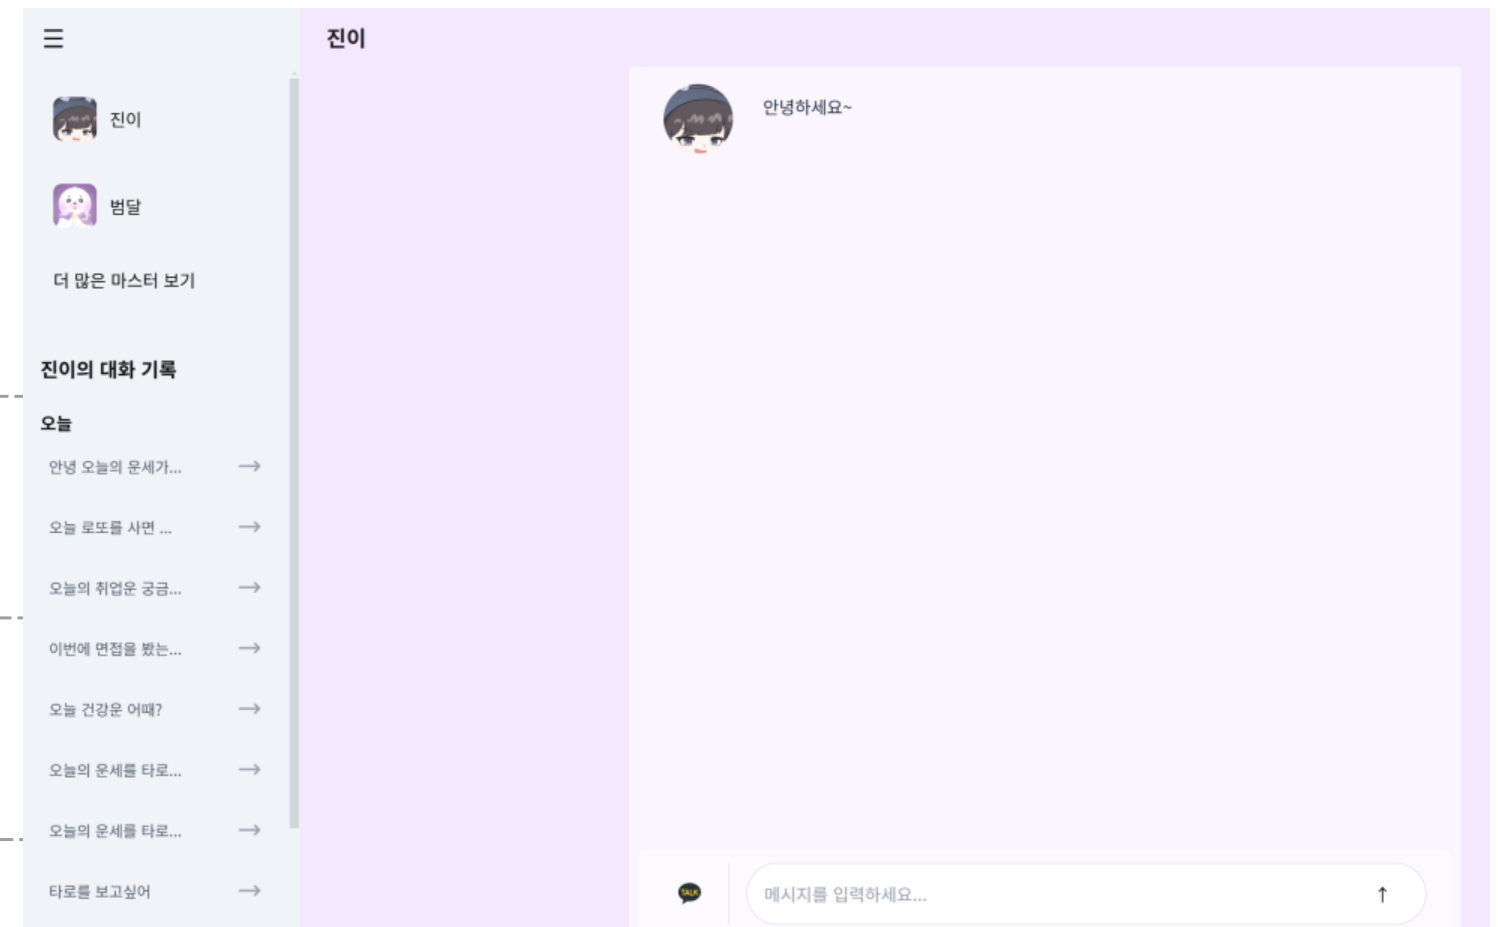 진이
진이
범달
더 많은 마스터 보기
진이의 대화 기록
오늘
안녕 오늘의 운세가...
오늘 로또를 사면 ...
오늘의 취업운 궁금...
이번에 면접을 봤는...
오늘 건강운 어때?
오늘의 운세를 타로...
오늘의 운세를 타로...
타로를 보고싶어
안녕하세요~
TALK
메시지를 입력하세요...